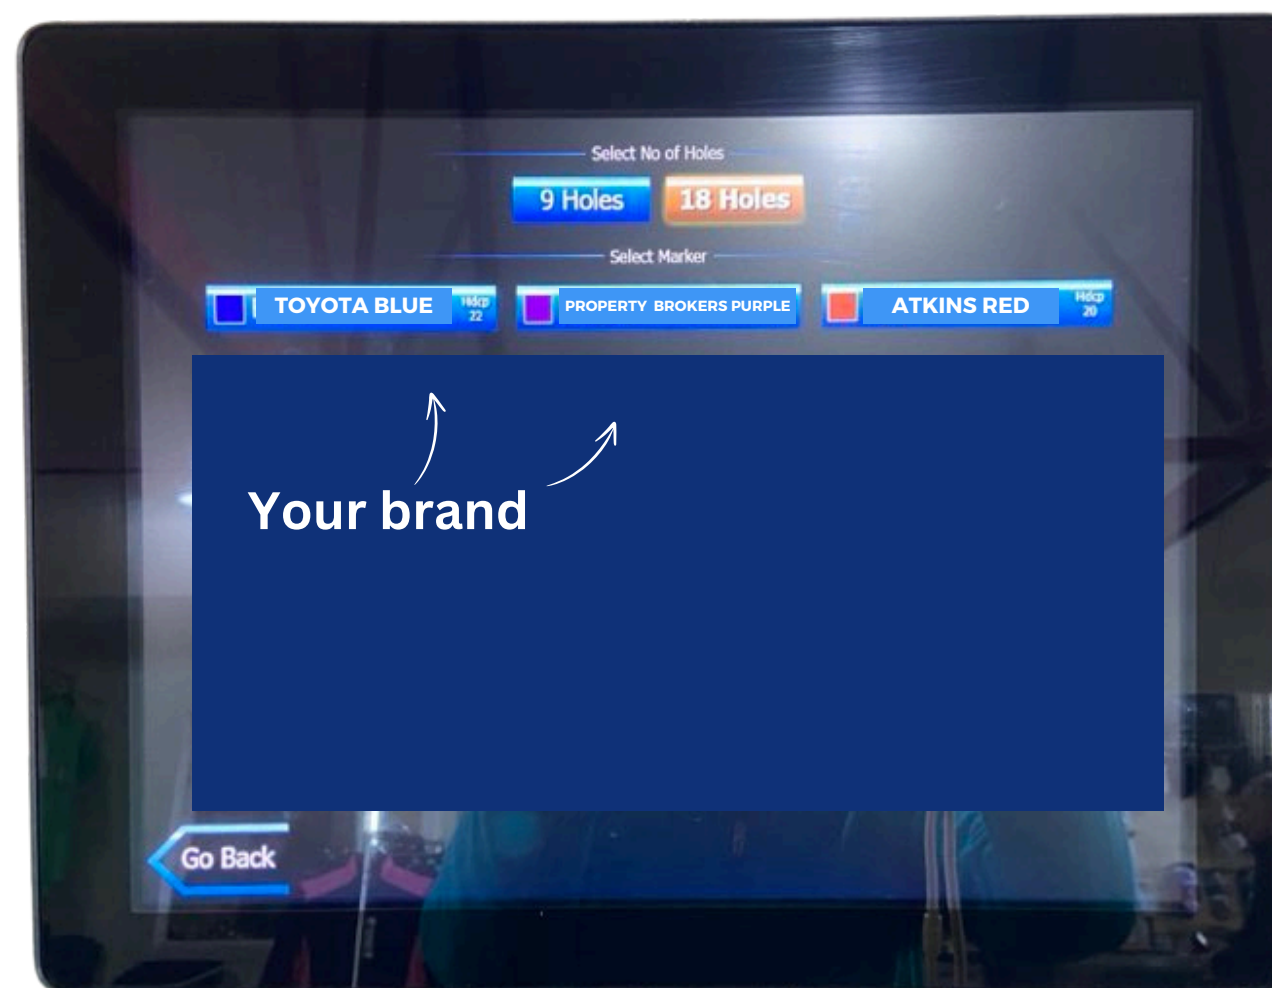 Select No of Holes
9 Holes 18 Holes
Select Marker
TOYOTA BLUE Hdcp 22 PROPERTY BROKERS PURPLE ATKINS RED Hdcp 20
Your brand
Go Back